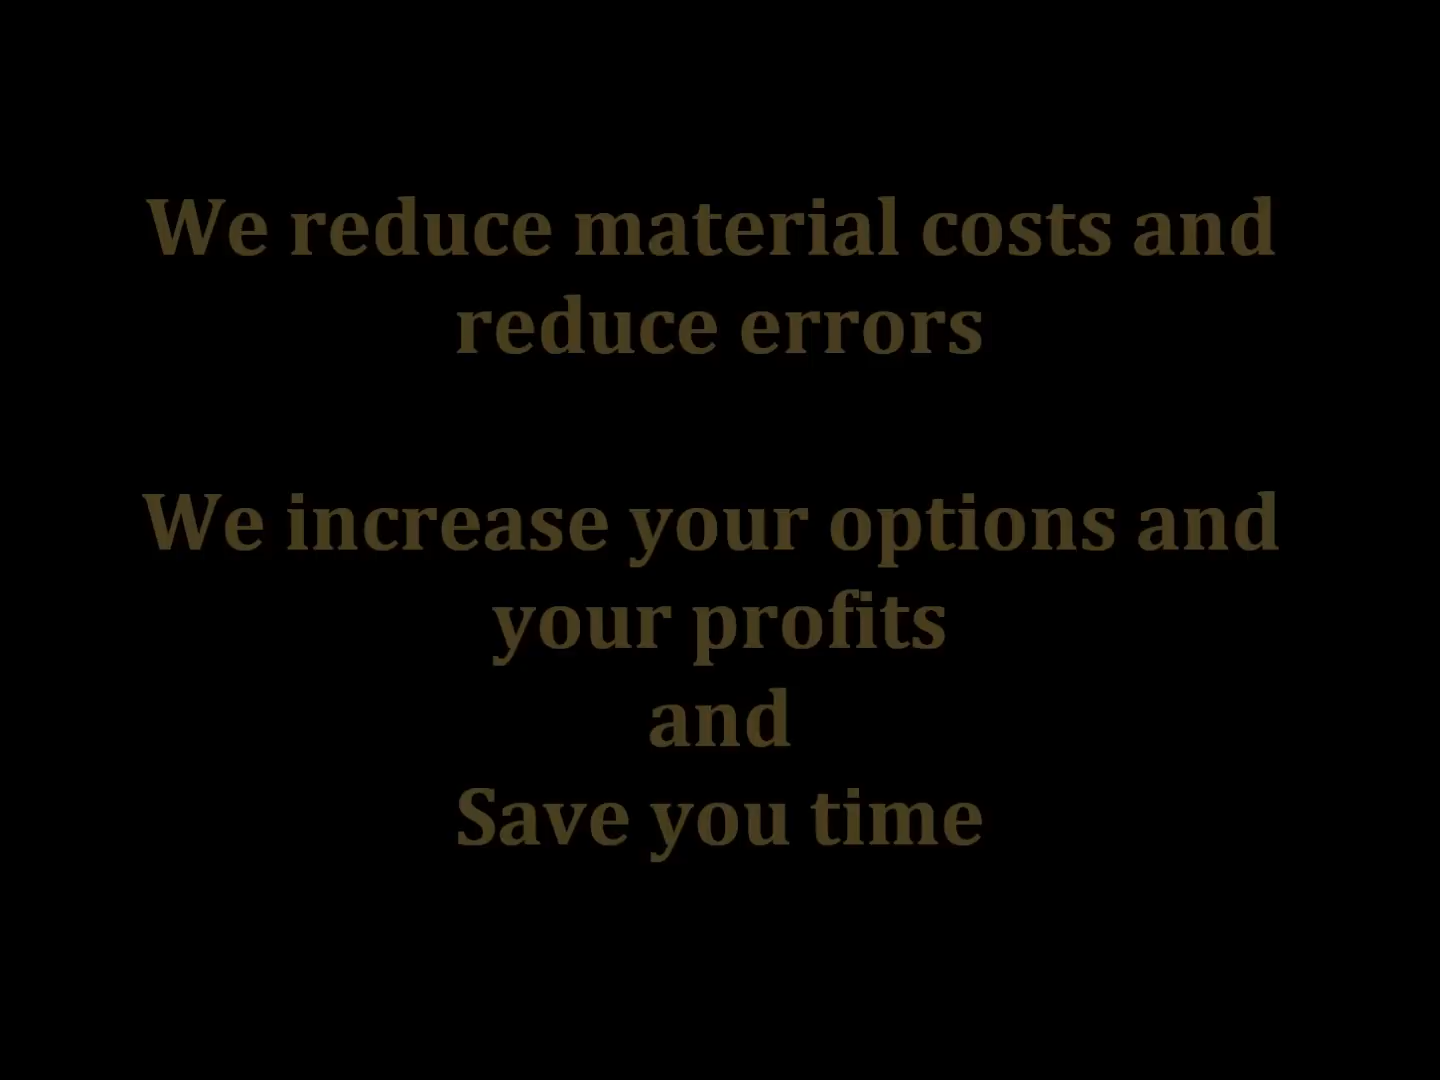 We reduce material costs and
reduce errors
We increase your options and
your profits
and
Save you time